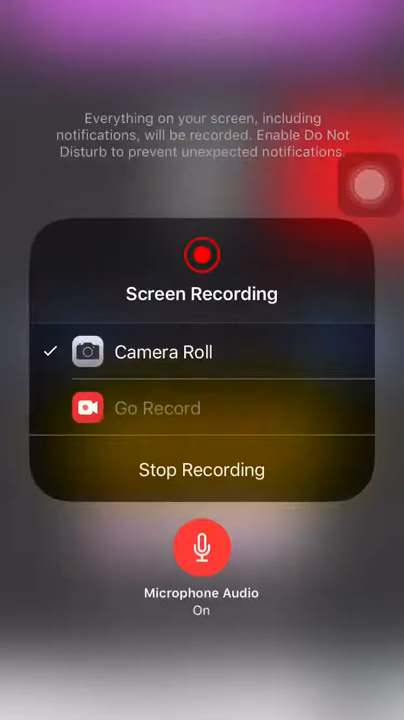 Everything on your screen, including
notifications, will be recorded. Enable Do Not
Disturb to prevent unexpected notifications.
Screen Recording
Camera Roll
Go Record
Stop Recording
Microphone Audio
On